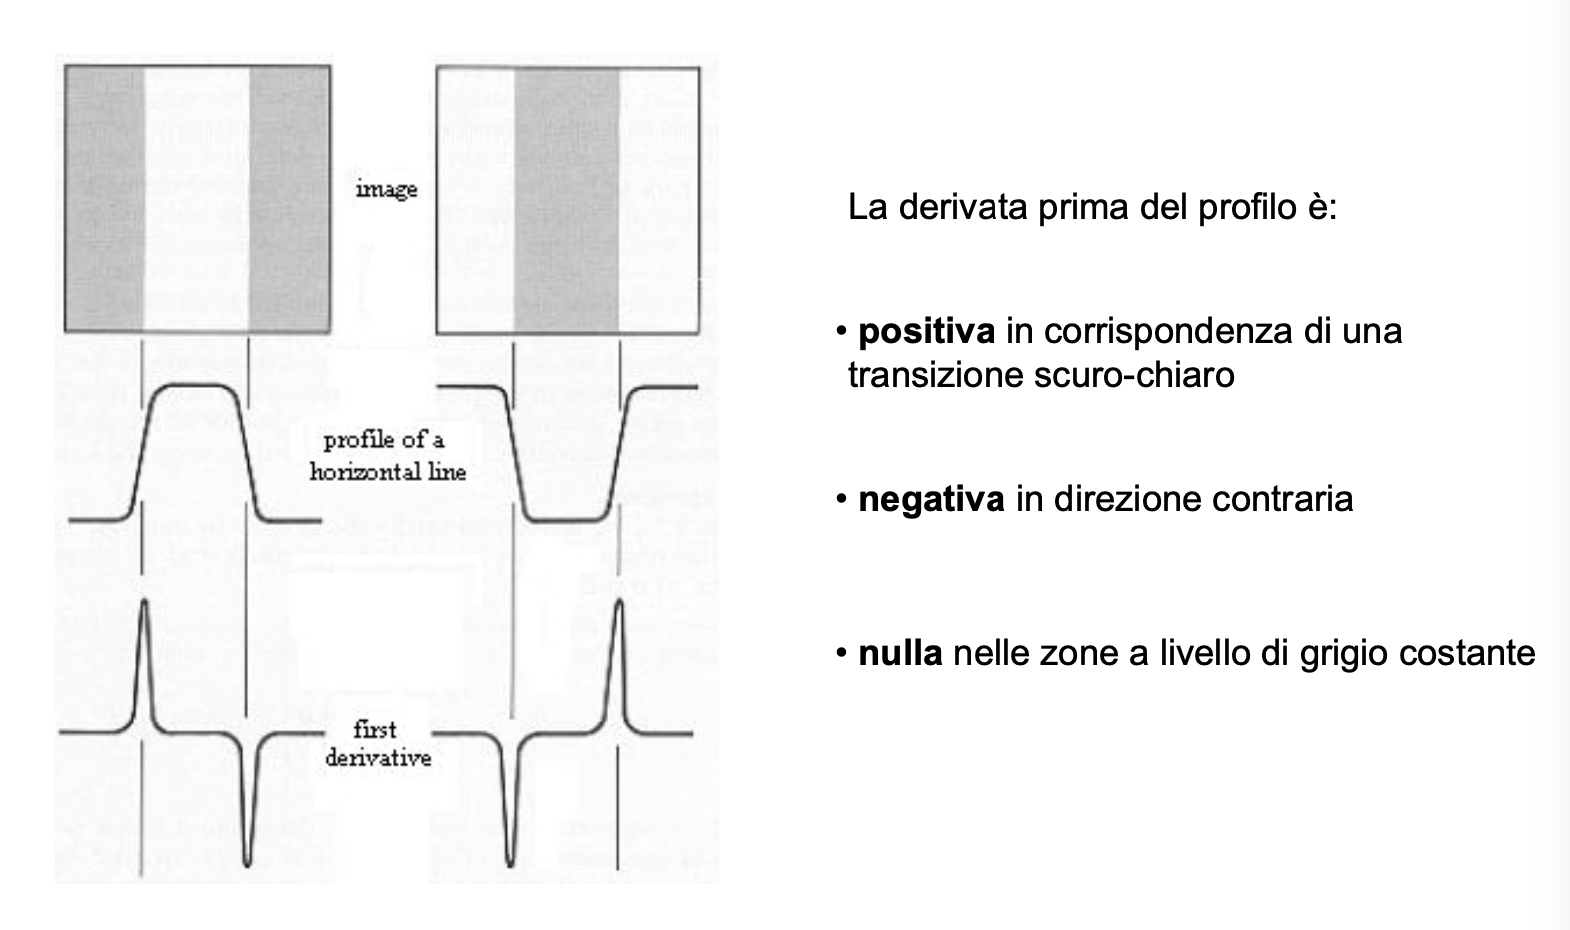 image
profile of a
horizontal line
first
derivative
La derivata prima del profilo è:
• positiva in corrispondenza di una
transizione scuro-chiaro
• negativa in direzione contraria
• nulla nelle zone a livello di grigio costante